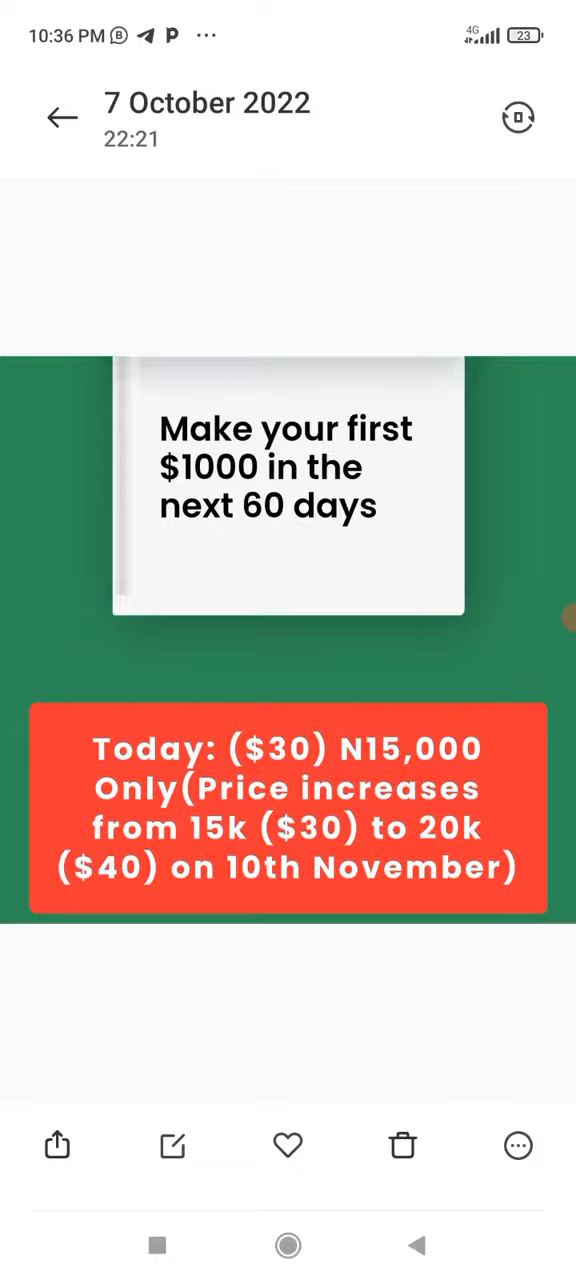 10:36 PM
4G
23
7 October 2022
22:21
Make your first
$1000 in the
next 60 days
Today: ($30) N15,000
Only(Price increases
from 15k ($30) to 20k
($40) on 10th November)